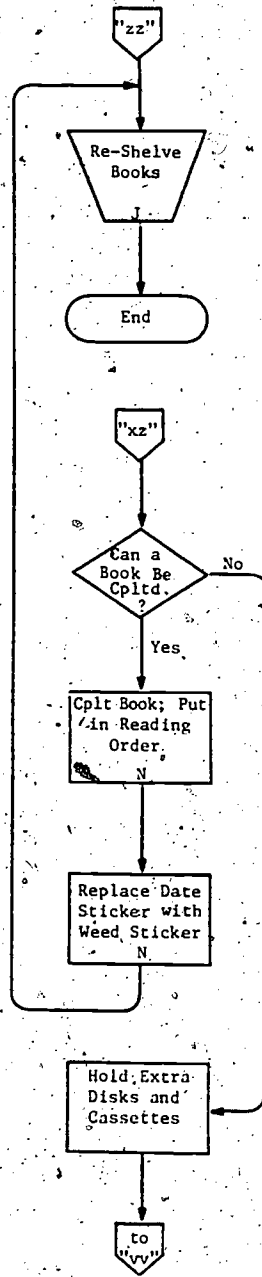 "zz"
Re-Shelve
Books
J
End
"xz"
Can a
Book Be
Cpltd.
?
No
Yes
Cplt Book; Put
in Reading
Order
N
Replace Date
Sticker with
Weed Sticker
N
Hold Extra
Disks and
Cassettes
to
"vv"